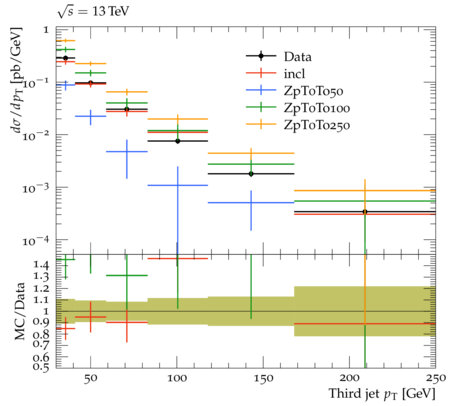 √s = 13 TeV
dσ/dp_T [pb/GeV]
1
10⁻¹
10⁻²
10⁻³
10⁻⁴
Data
incl
ZpToTo50
ZpToTo100
ZpToTo250
MC/Data
1.4
1.3
1.2
1.1
1
0.9
0.8
0.7
0.6
0.5
50 100 150 200 250
Third jet p_T [GeV]